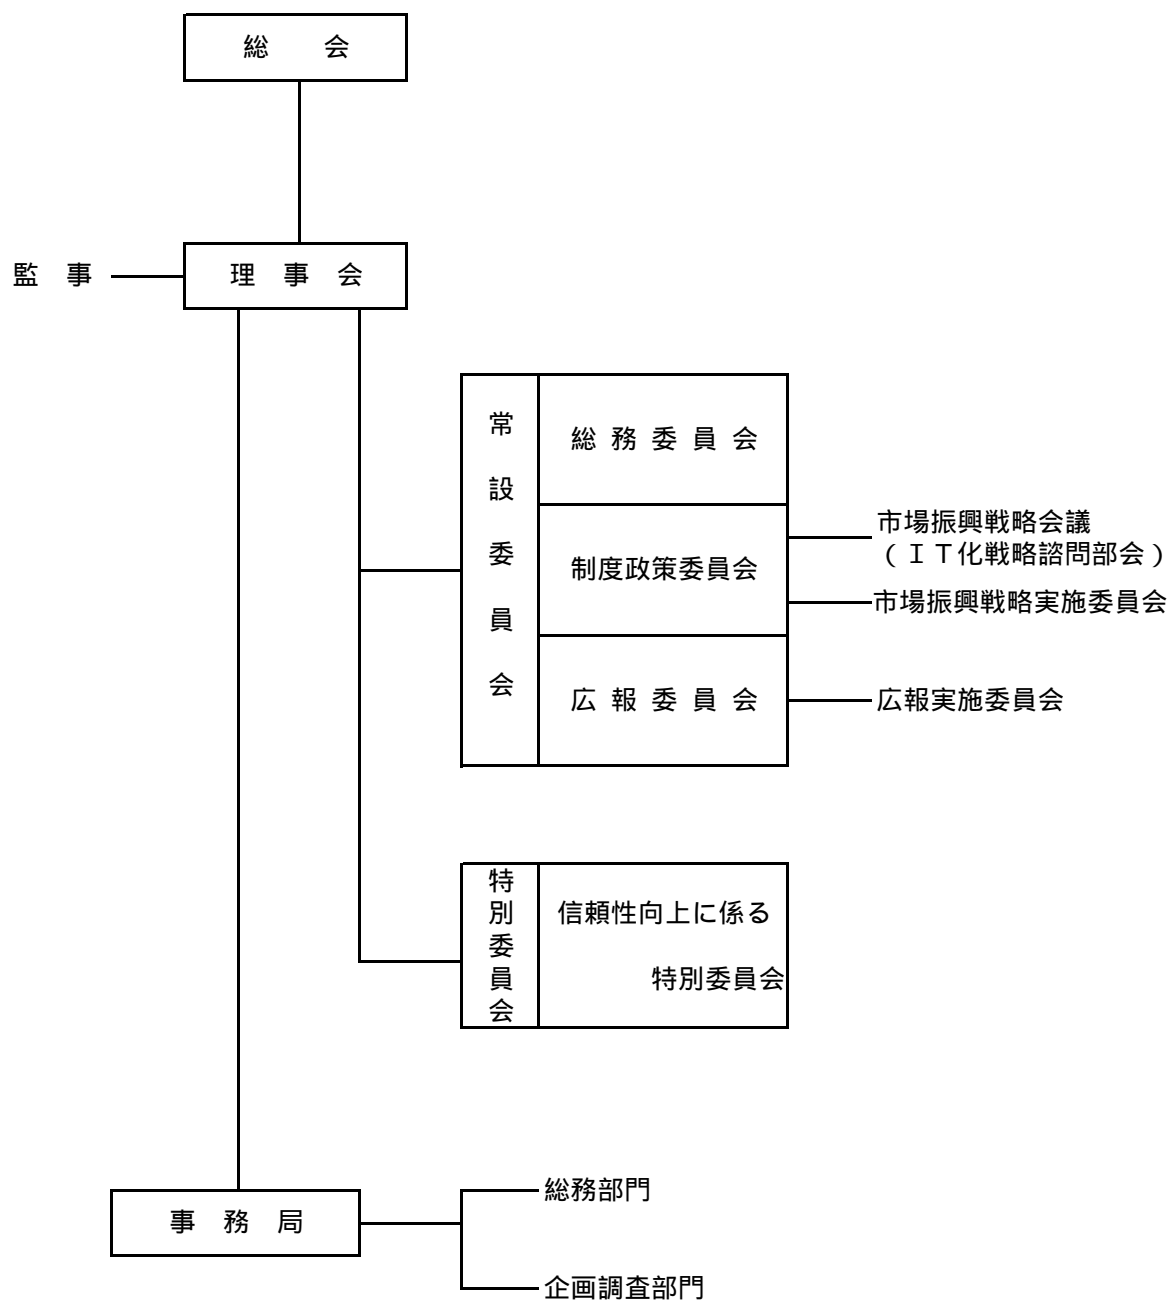 総　　会
監　事
理　事　会
常設委員会
総 務 委 員 会
制度政策委員会
広 報 委 員 会
市場振興戦略会議
（ＩＴ化戦略諮問部会）
市場振興戦略実施委員会
広報実施委員会
特別委員会
信頼性向上に係る
特別委員会
事　務　局
総務部門
企画調査部門